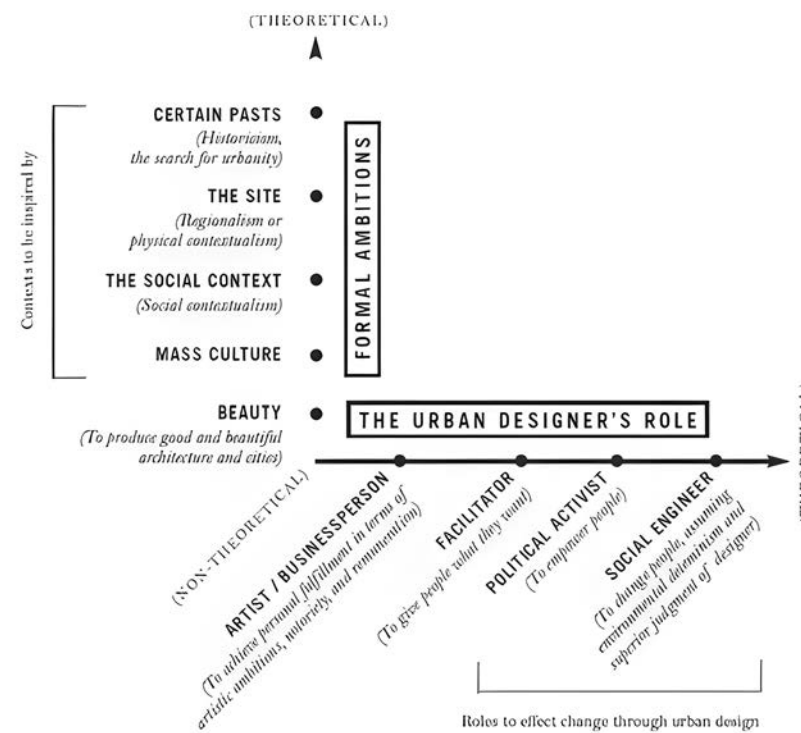 (THEORETICAL)
CERTAIN PASTS
(Historicism,
the search for urbanity)
THE SITE
(Regionalism or
physical contextualism)
THE SOCIAL CONTEXT
(Social contextualism)
MASS CULTURE
BEAUTY
(To produce good and beautiful
architecture and cities)
Contexts to be inspired by
FORMAL AMBITIONS
THE URBAN DESIGNER'S ROLE
(NON-THEORETICAL)
ARTIST / BUSINESSPERSON
(To achieve personal fulfillment in terms of
artistic ambitions, notoriety, and remuneration)
FACILITATOR
(To give people what they want)
POLITICAL ACTIVIST
(To empower people)
SOCIAL ENGINEER
(To change people, assuming
environmental determinism and
superior judgment of designer)
Roles to effect change through urban design